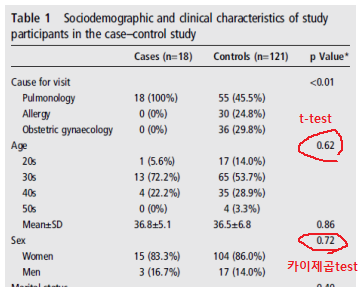 Table 1 Sociodemographic and clinical characteristics of study
participants in the case–control study
Cases (n=18) Controls (n=121) p Value*
Cause for visit <0.01
Pulmonology 18 (100%) 55 (45.5%)
Allergy 0 (0%) 30 (24.8%) t-test
Obstetric gynaecology 0 (0%) 36 (29.8%)
Age 0.62
20s 1 (5.6%) 17 (14.0%)
30s 13 (72.2%) 65 (53.7%)
40s 4 (22.2%) 35 (28.9%)
50s 0 (0%) 4 (3.3%)
Mean±SD 36.8±5.1 36.5±6.8 0.86
Sex 0.72
Women 15 (83.3%) 104 (86.0%)
Men 3 (16.7%) 17 (14.0%) 카이제곱test
Marital status 0.40